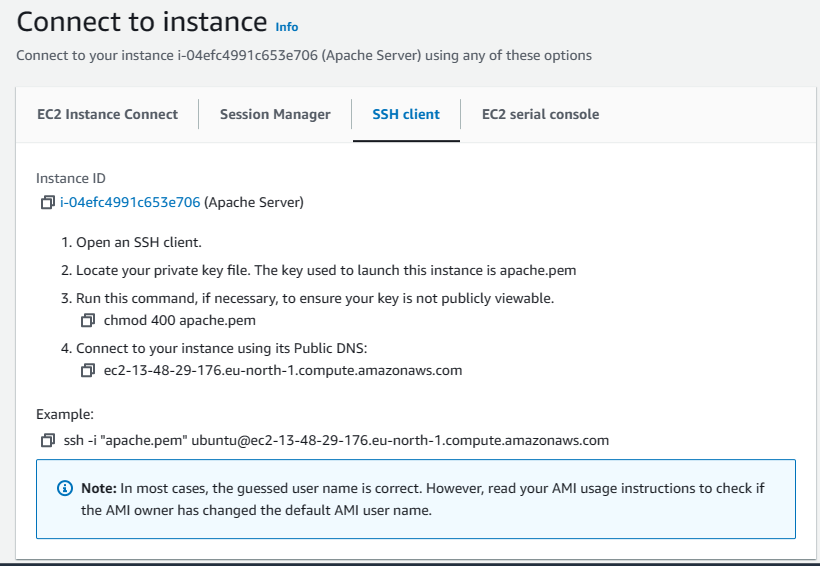 Connect to instance Info
Connect to your instance i-04efc4991c653e706 (Apache Server) using any of these options
EC2 Instance Connect
Session Manager
SSH client
EC2 serial console
Instance ID
i-04efc4991c653e706 (Apache Server)
1. Open an SSH client.
2. Locate your private key file. The key used to launch this instance is apache.pem
3. Run this command, if necessary, to ensure your key is not publicly viewable.
chmod 400 apache.pem
4. Connect to your instance using its Public DNS:
ec2-13-48-29-176.eu-north-1.compute.amazonaws.com
Example:
ssh -i "apache.pem" ubuntu@ec2-13-48-29-176.eu-north-1.compute.amazonaws.com
Note: In most cases, the guessed user name is correct. However, read your AMI usage instructions to check if
the AMI owner has changed the default AMI user name.